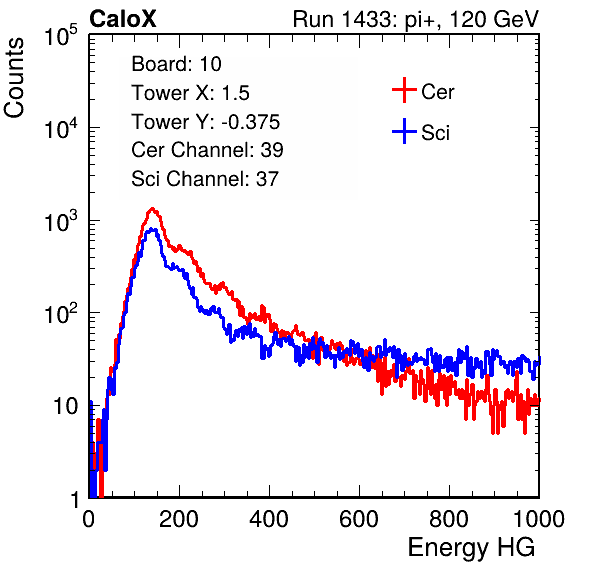 CaloX Run 1433: pi+, 120 GeV
Counts
Board: 10
Tower X: 1.5
Tower Y: -0.375
Cer Channel: 39
Sci Channel: 37
Cer
Sci
10^5
10^4
10^3
10^2
10
1
0 200 400 600 800 1000
Energy HG